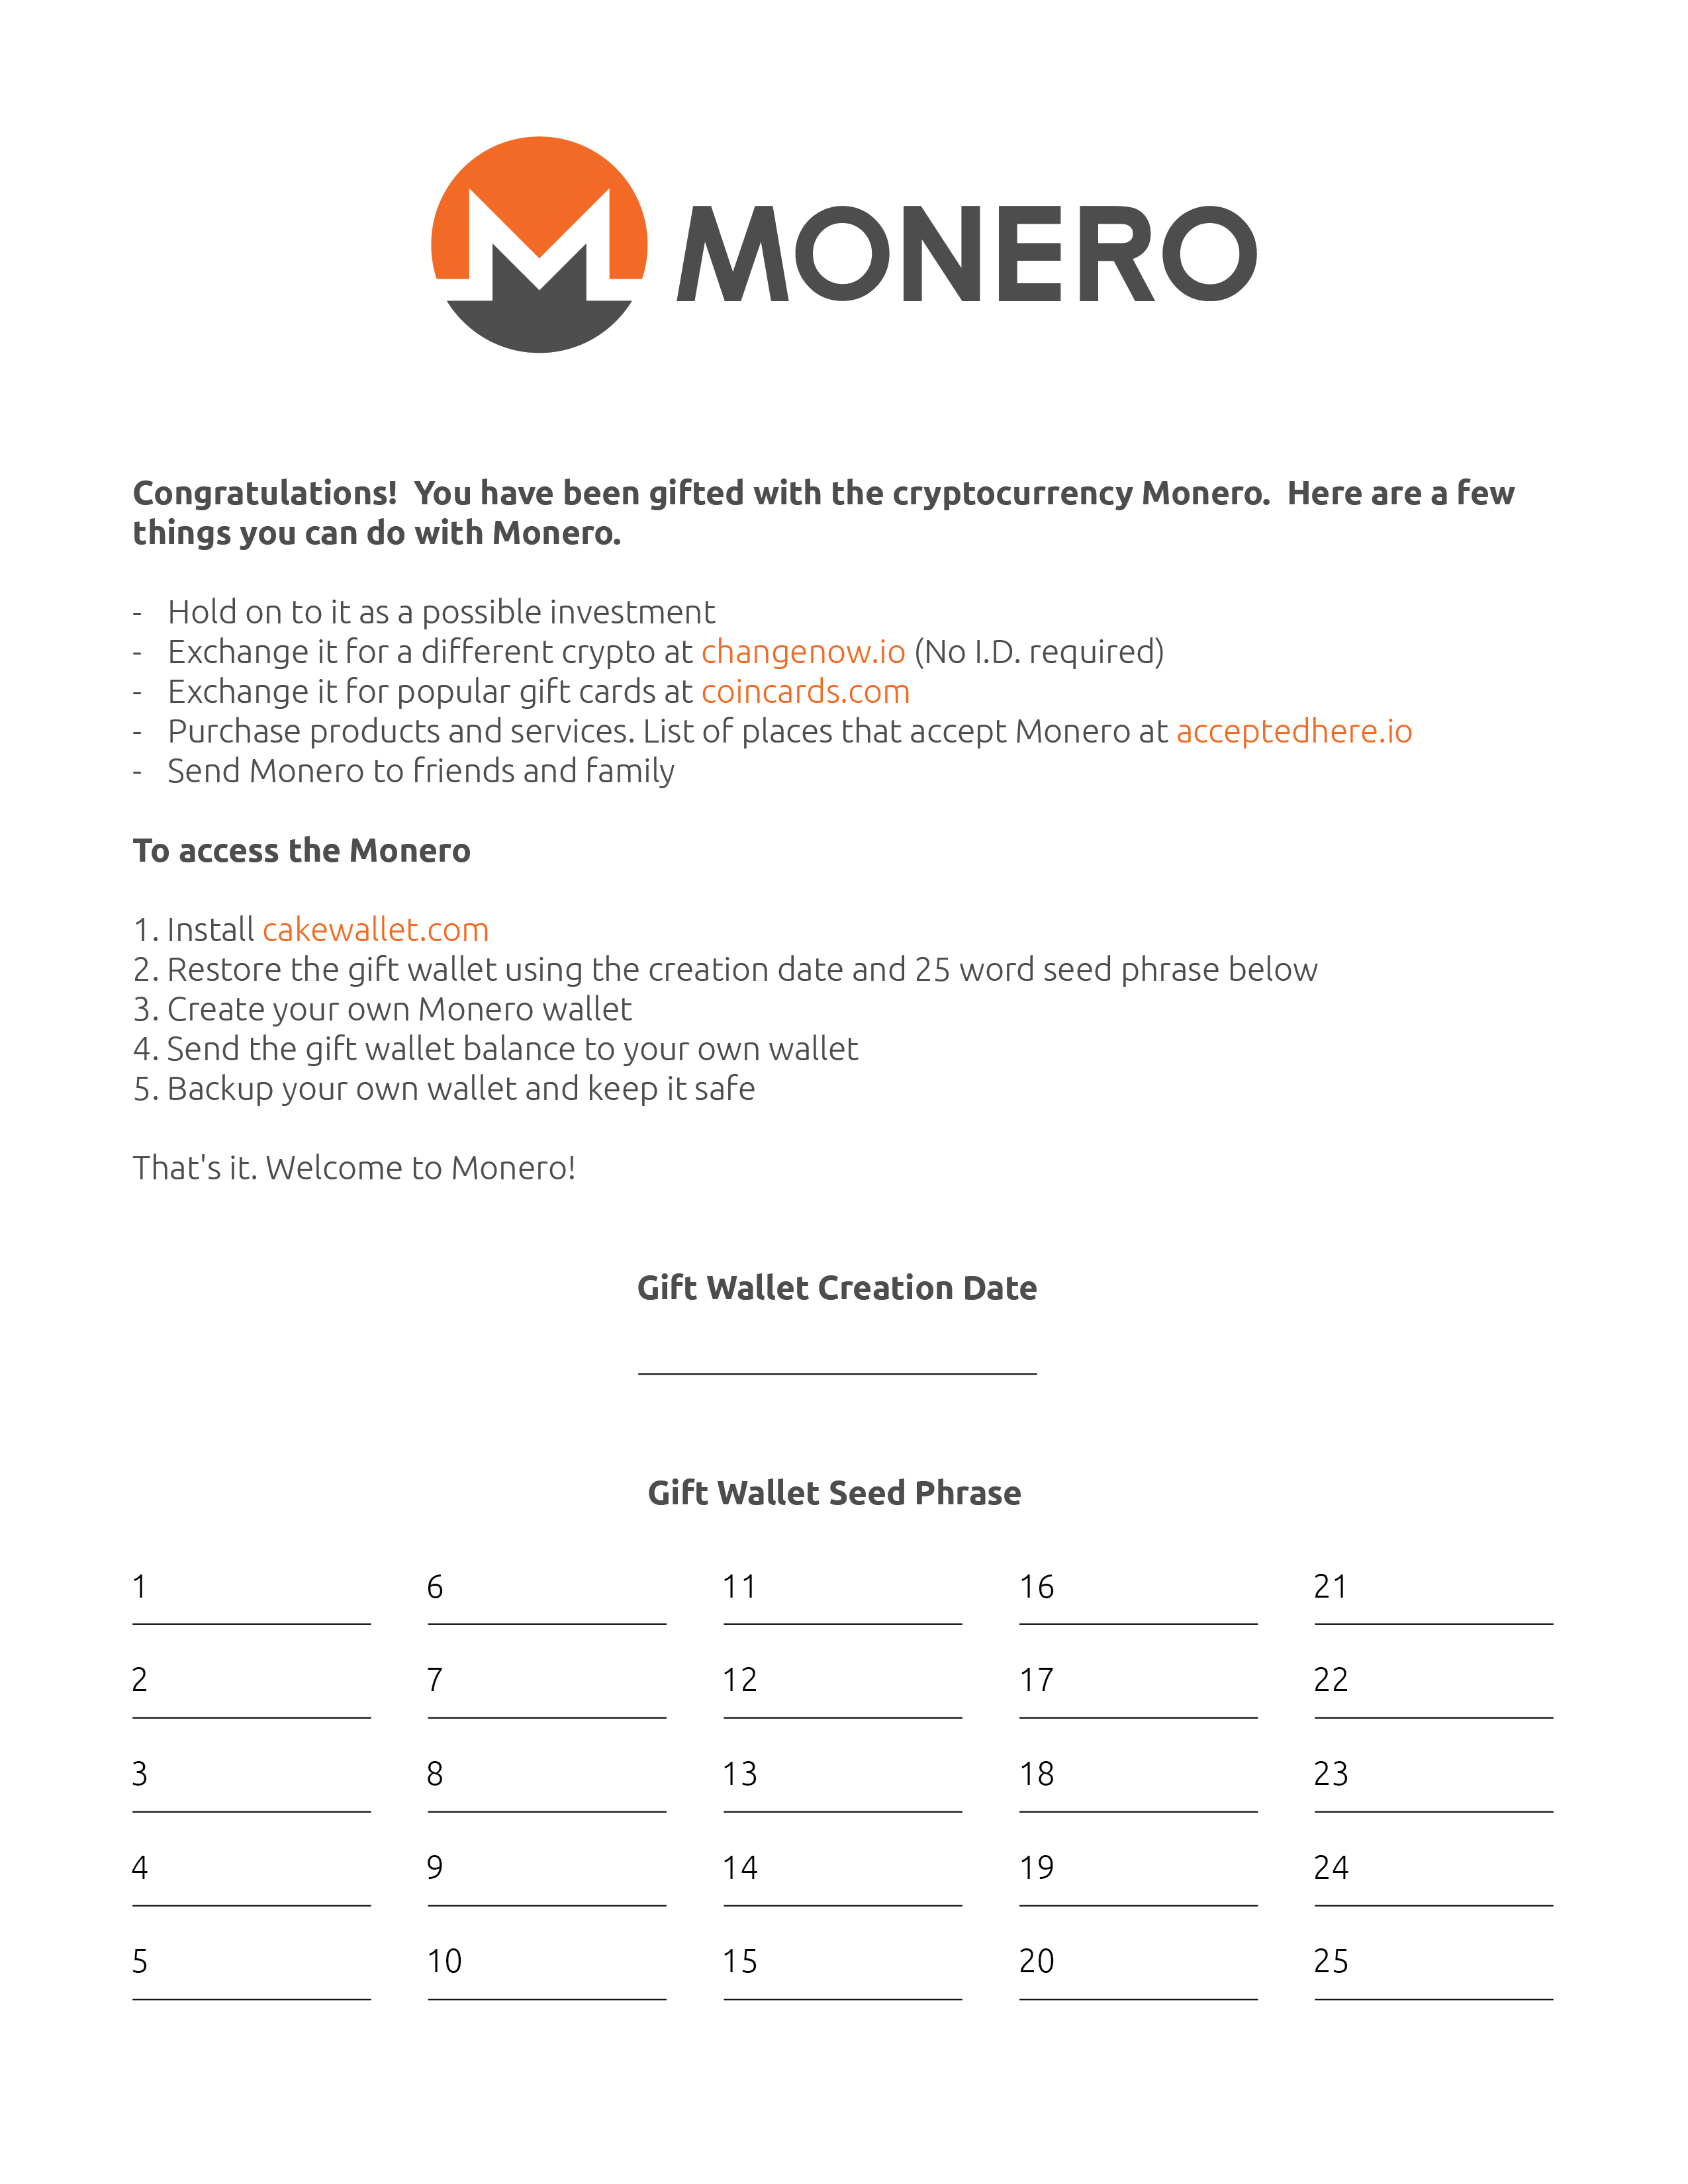 MONERO
Congratulations!  You have been gifted with the cryptocurrency Monero.  Here are a few
things you can do with Monero.
- Hold on to it as a possible investment
- Exchange it for a different crypto at changenow.io (No I.D. required)
- Exchange it for popular gift cards at coincards.com
- Purchase products and services. List of places that accept Monero at acceptedhere.io
- Send Monero to friends and family
To access the Monero
1. Install cakewallet.com
2. Restore the gift wallet using the creation date and 25 word seed phrase below
3. Create your own Monero wallet
4. Send the gift wallet balance to your own wallet
5. Backup your own wallet and keep it safe
That's it. Welcome to Monero!
Gift Wallet Creation Date
Gift Wallet Seed Phrase
1 6 11 16 21
2 7 12 17 22
3 8 13 18 23
4 9 14 19 24
5 10 15 20 25